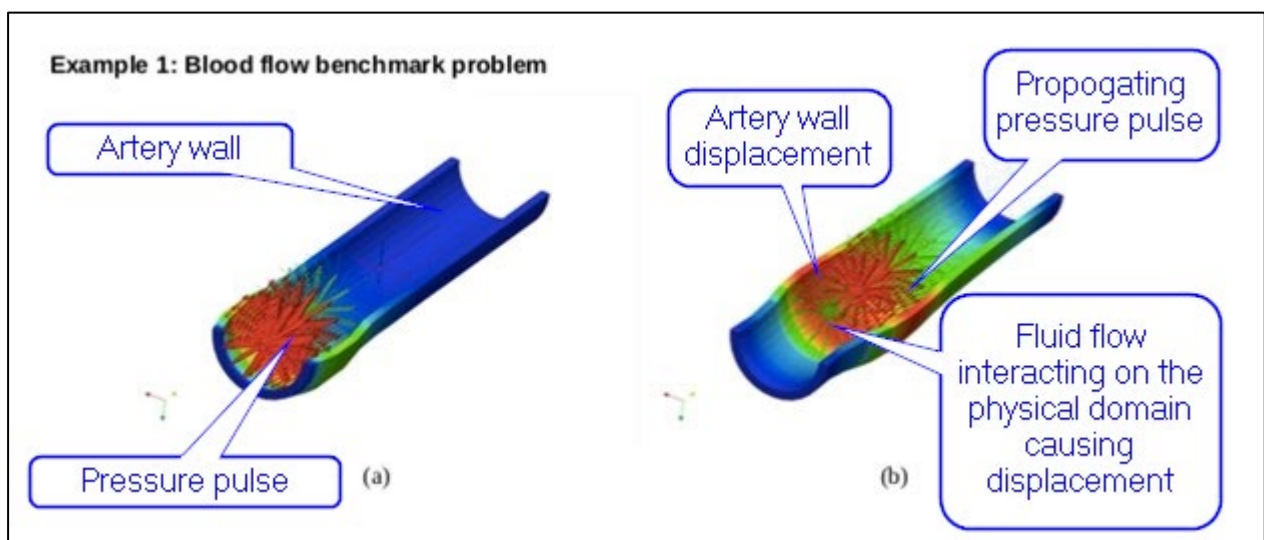 Example 1: Blood flow benchmark problem
Artery wall
Pressure pulse
(a)
Artery wall
displacement
Propogating
pressure pulse
Fluid flow
interacting on the
physical domain
causing
displacement
(b)